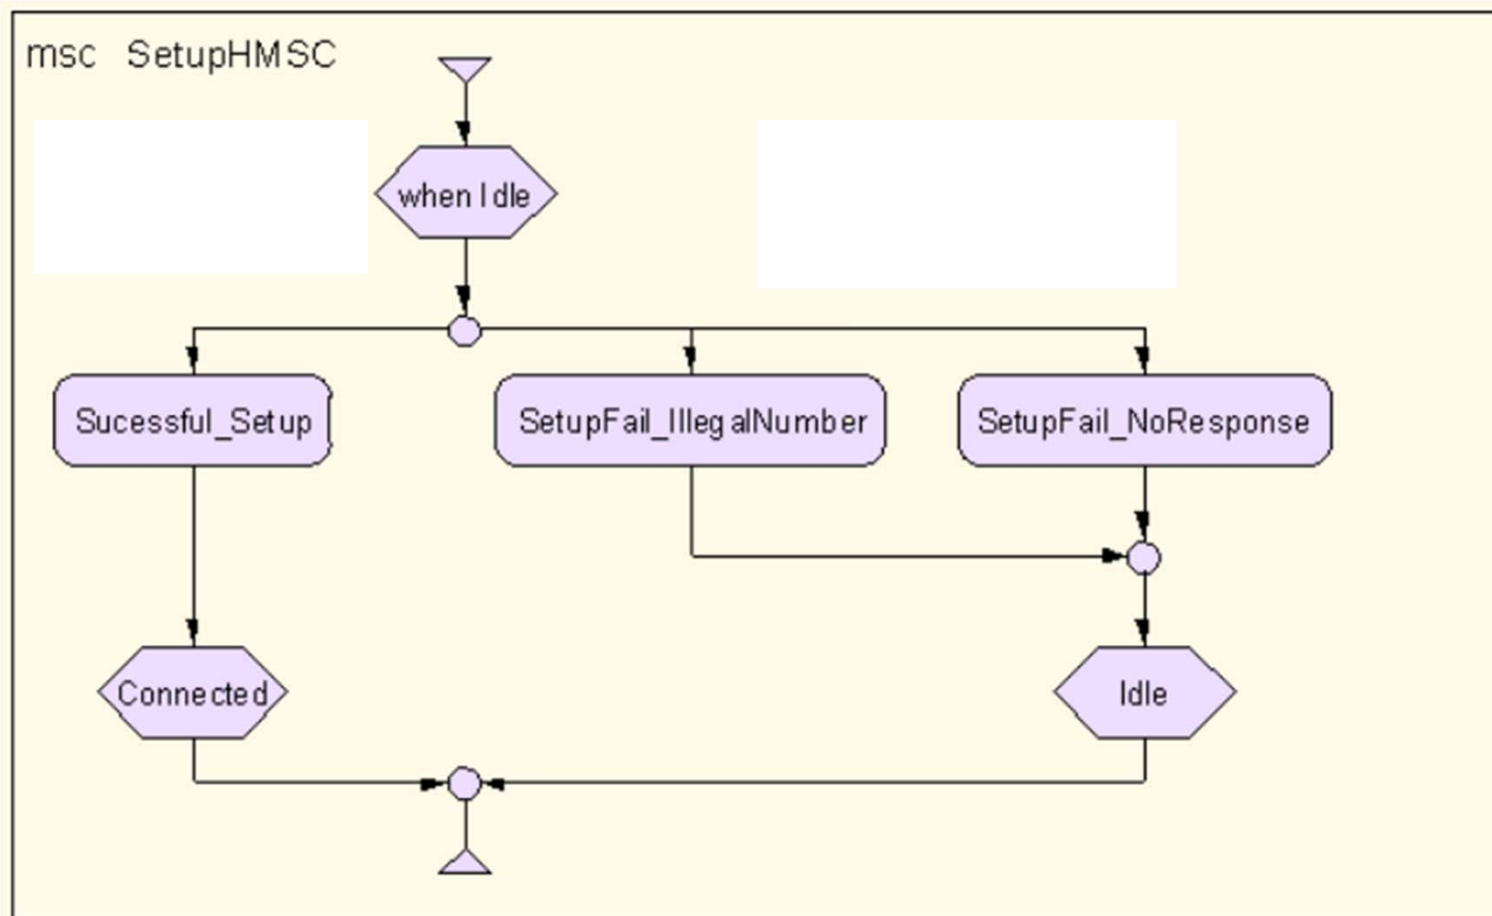 msc SetupHMSC
when Idle
Sucessful_Setup
SetupFail_IllegalNumber
SetupFail_NoResponse
Connected
Idle